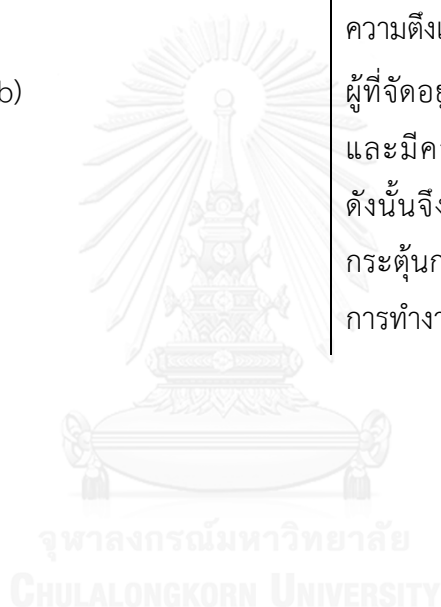 b)
ความตึงเ
ผู้ที่จัดอยู
และมีคว
ดังนั้นจึง
กระตุ้นก
การทำงา
จุฬาลงกรณ์มหาวิทยาลัย
CHULALONGKORN UNIVERSITY